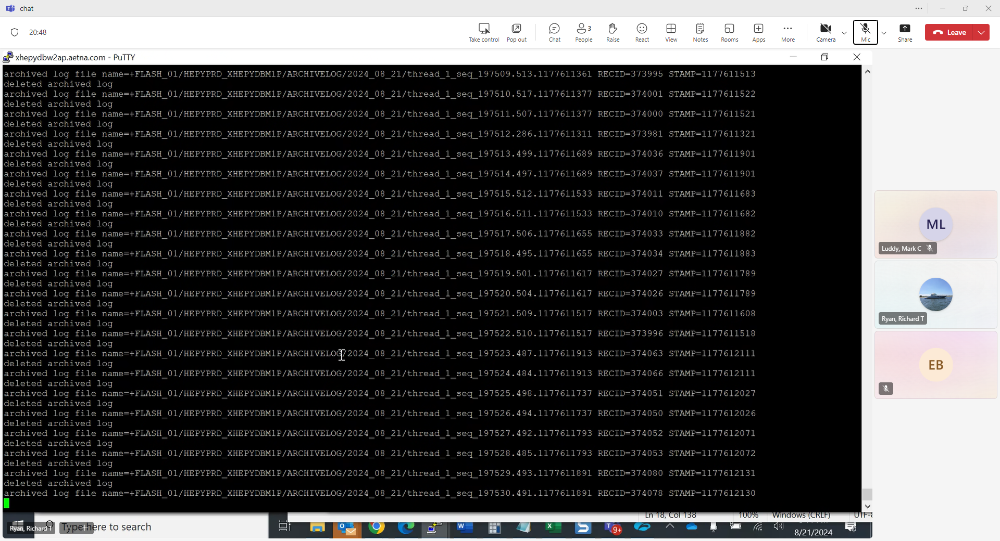 chat
20:48
Take control
Pop out
Chat
3
People
Raise
React
View
Notes
Rooms
Apps
More
Camera
Mic
Share
Leave
xhepydbw2ap.aetna.com - PuTTY
archived log file name=+FLASH_01/HEPYPRD_XHEPYDBM1P/ARCHIVELOG/2024_08_21/thread_1_seq_197509.513.1177611361 RECID=373995 STAMP=1177611513
deleted archived log
archived log file name=+FLASH_01/HEPYPRD_XHEPYDBM1P/ARCHIVELOG/2024_08_21/thread_1_seq_197510.517.1177611377 RECID=374001 STAMP=1177611522
deleted archived log
archived log file name=+FLASH_01/HEPYPRD_XHEPYDBM1P/ARCHIVELOG/2024_08_21/thread_1_seq_197511.507.1177611377 RECID=374000 STAMP=1177611521
deleted archived log
archived log file name=+FLASH_01/HEPYPRD_XHEPYDBM1P/ARCHIVELOG/2024_08_21/thread_1_seq_197512.286.1177611311 RECID=373981 STAMP=1177611321
deleted archived log
archived log file name=+FLASH_01/HEPYPRD_XHEPYDBM1P/ARCHIVELOG/2024_08_21/thread_1_seq_197513.499.1177611689 RECID=374036 STAMP=1177611901
deleted archived log
archived log file name=+FLASH_01/HEPYPRD_XHEPYDBM1P/ARCHIVELOG/2024_08_21/thread_1_seq_197514.497.1177611689 RECID=374037 STAMP=1177611901
deleted archived log
archived log file name=+FLASH_01/HEPYPRD_XHEPYDBM1P/ARCHIVELOG/2024_08_21/thread_1_seq_197515.512.1177611533 RECID=374011 STAMP=1177611683
deleted archived log
archived log file name=+FLASH_01/HEPYPRD_XHEPYDBM1P/ARCHIVELOG/2024_08_21/thread_1_seq_197516.511.1177611533 RECID=374010 STAMP=1177611682
deleted archived log
archived log file name=+FLASH_01/HEPYPRD_XHEPYDBM1P/ARCHIVELOG/2024_08_21/thread_1_seq_197517.506.1177611655 RECID=374033 STAMP=1177611882
deleted archived log
archived log file name=+FLASH_01/HEPYPRD_XHEPYDBM1P/ARCHIVELOG/2024_08_21/thread_1_seq_197518.495.1177611655 RECID=374034 STAMP=1177611883
deleted archived log
archived log file name=+FLASH_01/HEPYPRD_XHEPYDBM1P/ARCHIVELOG/2024_08_21/thread_1_seq_197519.501.1177611617 RECID=374027 STAMP=1177611789
deleted archived log
archived log file name=+FLASH_01/HEPYPRD_XHEPYDBM1P/ARCHIVELOG/2024_08_21/thread_1_seq_197520.504.1177611617 RECID=374026 STAMP=1177611789
deleted archived log
archived log file name=+FLASH_01/HEPYPRD_XHEPYDBM1P/ARCHIVELOG/2024_08_21/thread_1_seq_197521.509.1177611517 RECID=374003 STAMP=1177611608
deleted archived log
archived log file name=+FLASH_01/HEPYPRD_XHEPYDBM1P/ARCHIVELOG/2024_08_21/thread_1_seq_197522.510.1177611517 RECID=373996 STAMP=1177611518
deleted archived log
archived log file name=+FLASH_01/HEPYPRD_XHEPYDBM1P/ARCHIVELOG/2024_08_21/thread_1_seq_197523.487.1177611913 RECID=374063 STAMP=1177612111
deleted archived log
archived log file name=+FLASH_01/HEPYPRD_XHEPYDBM1P/ARCHIVELOG/2024_08_21/thread_1_seq_197524.484.1177611913 RECID=374066 STAMP=1177612111
deleted archived log
archived log file name=+FLASH_01/HEPYPRD_XHEPYDBM1P/ARCHIVELOG/2024_08_21/thread_1_seq_197525.498.1177611737 RECID=374051 STAMP=1177612027
deleted archived log
archived log file name=+FLASH_01/HEPYPRD_XHEPYDBM1P/ARCHIVELOG/2024_08_21/thread_1_seq_197526.494.1177611737 RECID=374050 STAMP=1177612026
deleted archived log
archived log file name=+FLASH_01/HEPYPRD_XHEPYDBM1P/ARCHIVELOG/2024_08_21/thread_1_seq_197527.492.1177611793 RECID=374052 STAMP=1177612071
deleted archived log
archived log file name=+FLASH_01/HEPYPRD_XHEPYDBM1P/ARCHIVELOG/2024_08_21/thread_1_seq_197528.485.1177611793 RECID=374053 STAMP=1177612072
deleted archived log
archived log file name=+FLASH_01/HEPYPRD_XHEPYDBM1P/ARCHIVELOG/2024_08_21/thread_1_seq_197529.493.1177611891 RECID=374080 STAMP=1177612131
deleted archived log
archived log file name=+FLASH_01/HEPYPRD_XHEPYDBM1P/ARCHIVELOG/2024_08_21/thread_1_seq_197530.491.1177611891 RECID=374078 STAMP=1177612130
ML
Luddy, Mark C
Ryan, Richard T
EB
Ln 18, Col 138
100%
Windows (CRLF)
UTF-8
Ryan, Richard T
Type here to search
9+
8/21/2024